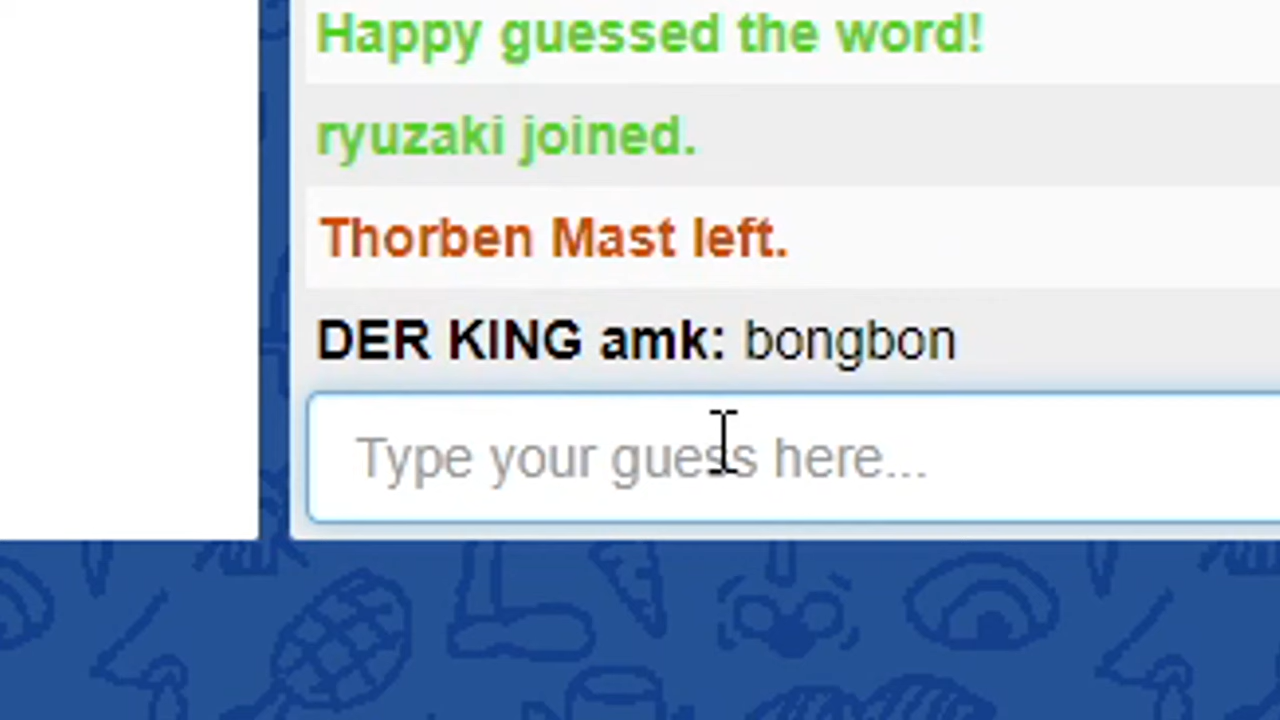 Happy guessed the word!
ryuzaki joined.
Thorben Mast left.
DER KING amk: bongbon
Type your guess here...